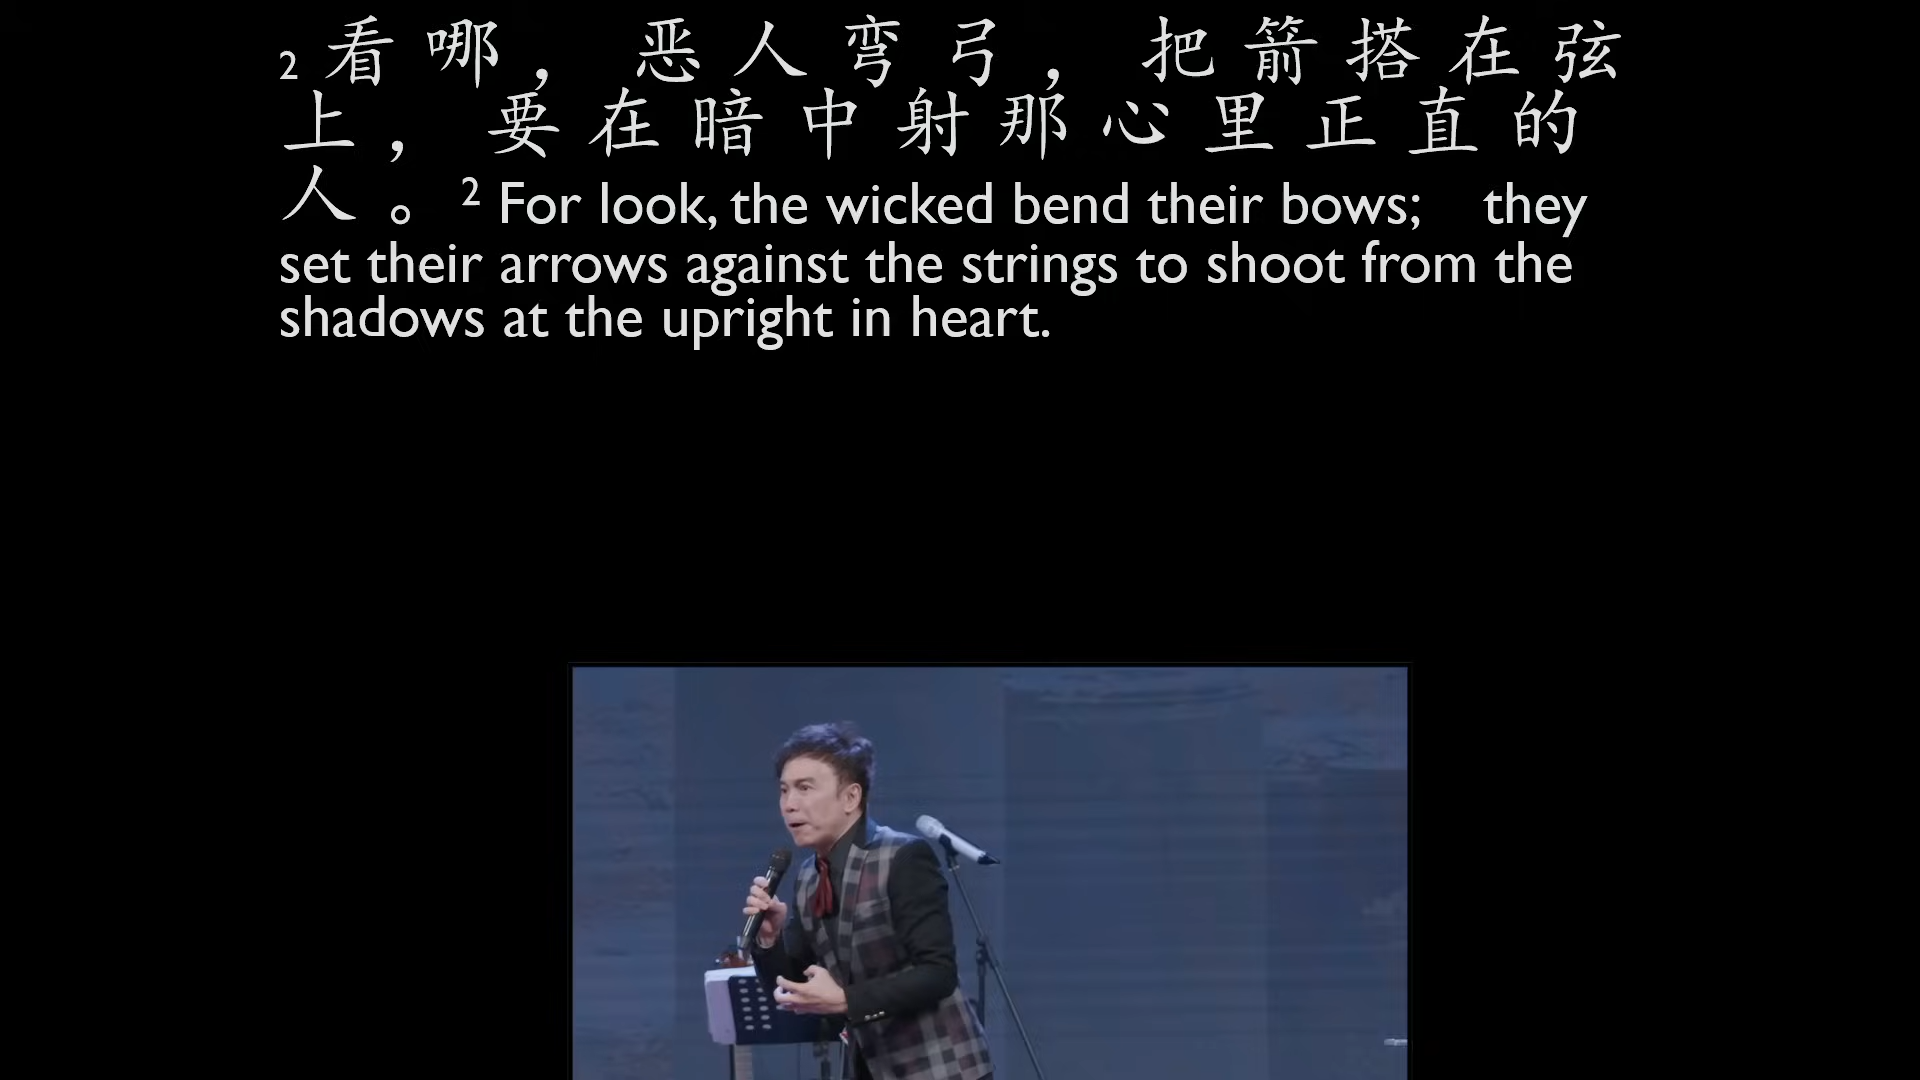 2 看哪， 恶人弯弓， 把箭搭在弦
上， 要在暗中射那心里正直的
人。 2 For look, the wicked bend their bows; they
set their arrows against the strings to shoot from the
shadows at the upright in heart.